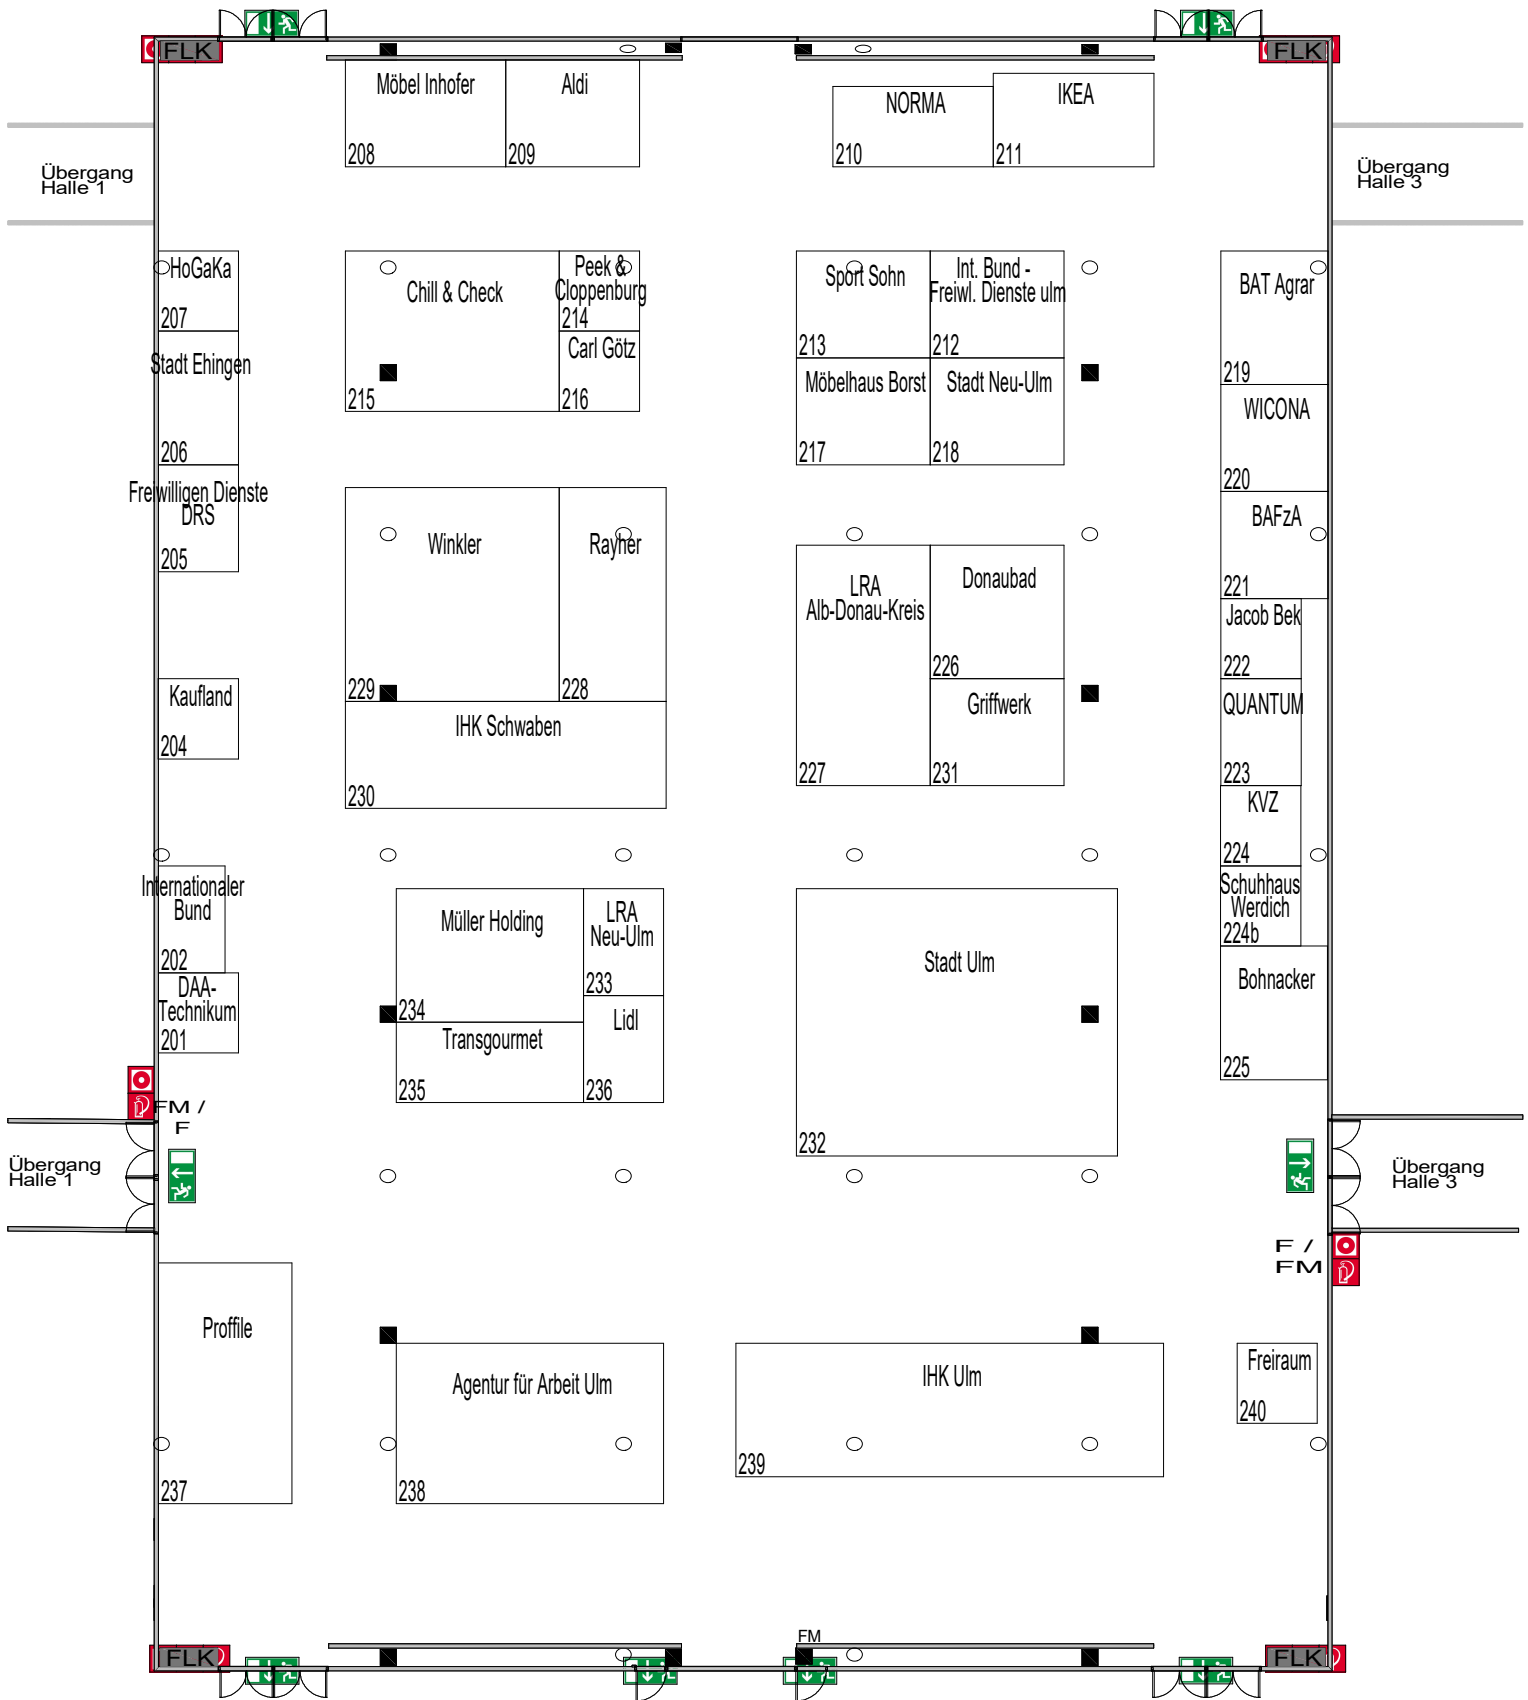 FLK
FLK
Möbel Inhofer
208
Aldi
209
NORMA
210
IKEA
211
Übergang
Halle 1
Übergang
Halle 3
HoGaKa
207
Chill & Check
215
Peek &
Cloppenburg
214
Carl Götz
216
Sport Sohn
213
Int. Bund -
Freiwl. Dienste ulm
212
BAT Agrar
219
Stadt Ehingen
206
Möbelhaus Borst
217
Stadt Neu-Ulm
218
WICONA
220
Freiwilligen Dienste
DRS
205
Winkler
229
Rayher
228
BAFzA
221
LRA
Alb-Donau-Kreis
227
Donaubad
226
Jacob Bek
222
Kaufland
204
IHK Schwaben
230
Griffwerk
231
QUANTUM
223
KVZ
224
Internationaler
Bund
202
Müller Holding
234
LRA
Neu-Ulm
233
Stadt Ulm
232
Schuhhaus
Werdich
224b
DAA-
Technikum
201
Transgourmet
235
Lidl
236
Bohnacker
225
FM /
F
Übergang
Halle 1
Übergang
Halle 3
F /
FM
Proffile
237
Agentur für Arbeit Ulm
238
IHK Ulm
239
Freiraum
240
FM
FLK
FLK